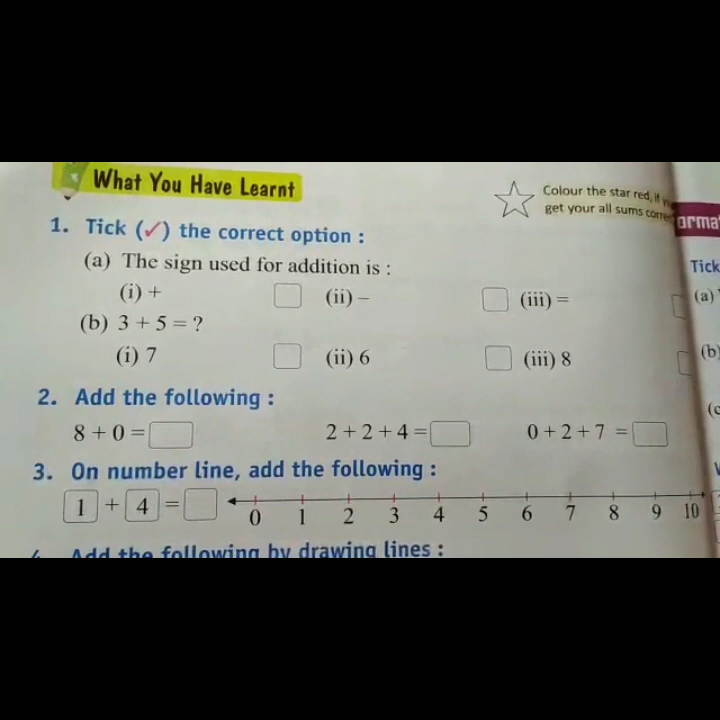 What You Have Learnt
Colour the star red, if
get your all sums
1. Tick (✓) the correct option :
(a) The sign used for addition is :
(i) + (ii) – (iii) =
(b) 3 + 5 = ?
(i) 7 (ii) 6 (iii) 8
2. Add the following :
8 + 0 = 2 + 2 + 4 = 0 + 2 + 7 =
3. On number line, add the following :
1 + 4 = 0 1 2 3 4 5 6 7 8 9 10
4. Add the following by drawing lines :
Tick
(a)
(b)